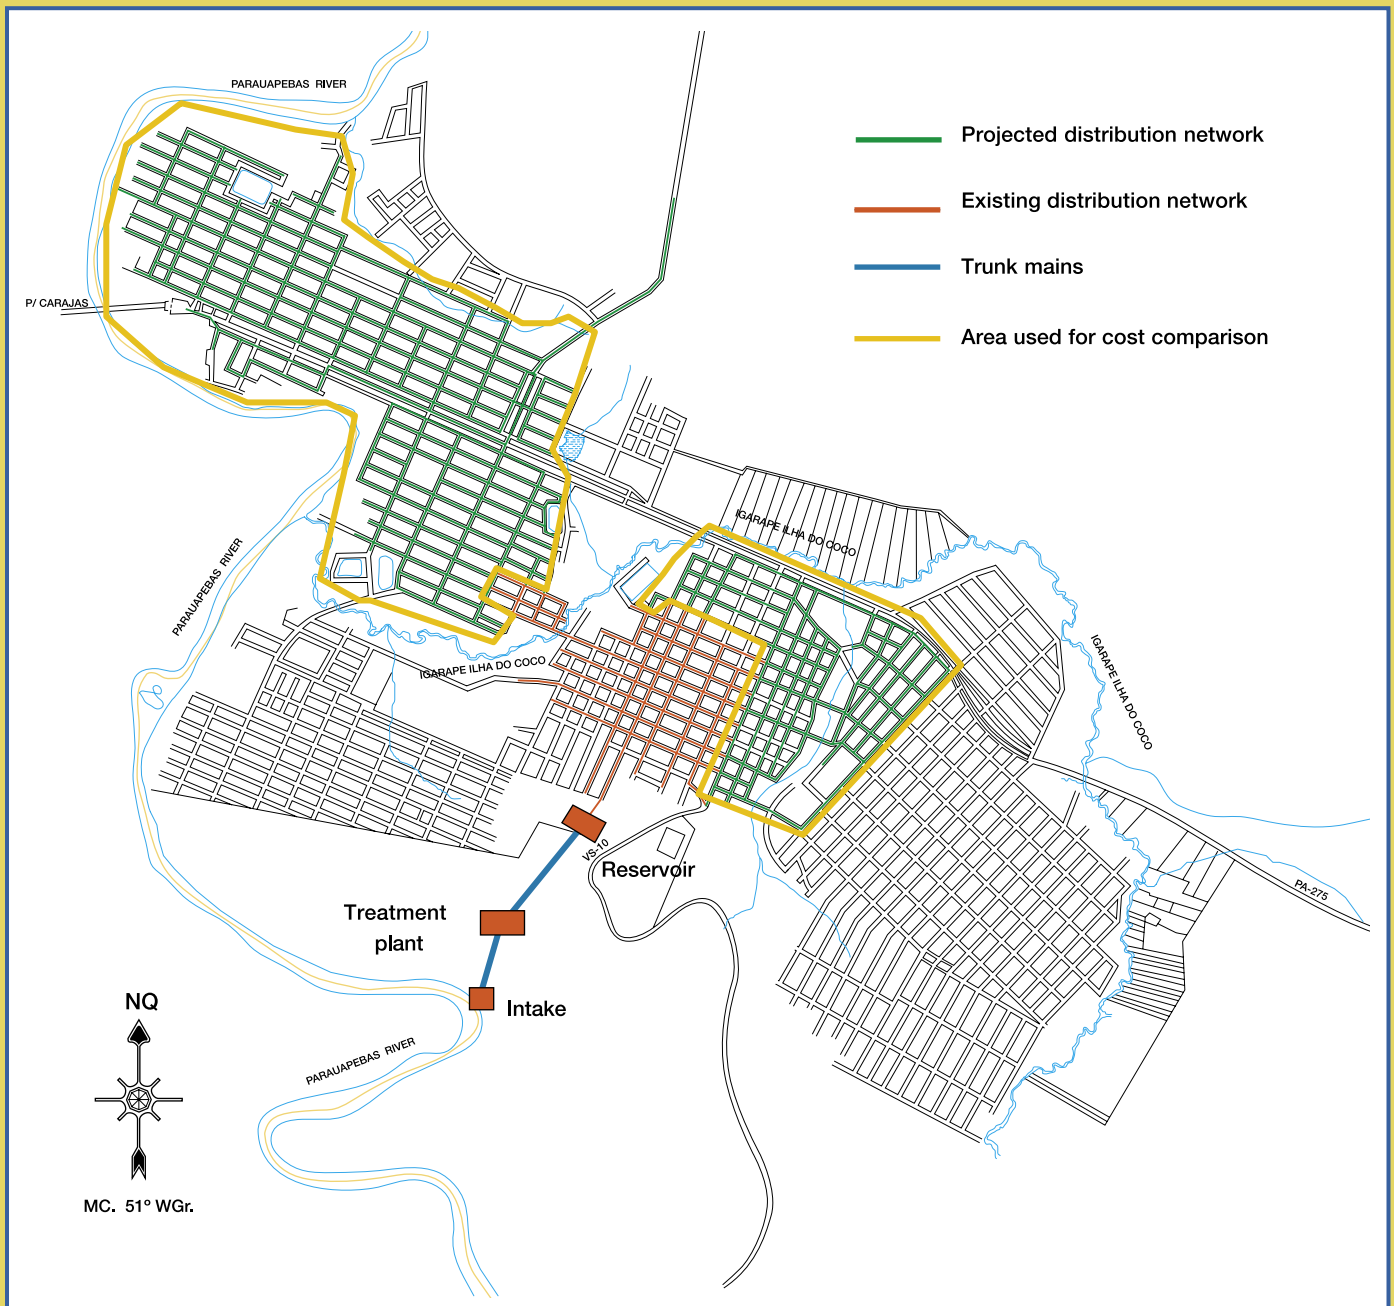 PARAUAPEBAS RIVER
Projected distribution network
Existing distribution network
Trunk mains
P/ CARAJAS
Area used for cost comparison
IGARAPE ILHA DO COCO
PARAUAPEBAS RIVER
IGARAPE ILHA DO COCO
IGARAPE ILHA DO COCO
VS-10
Reservoir
PA-275
Treatment
plant
Intake
NQ
PARAUAPEBAS RIVER
MC. 51º WGr.